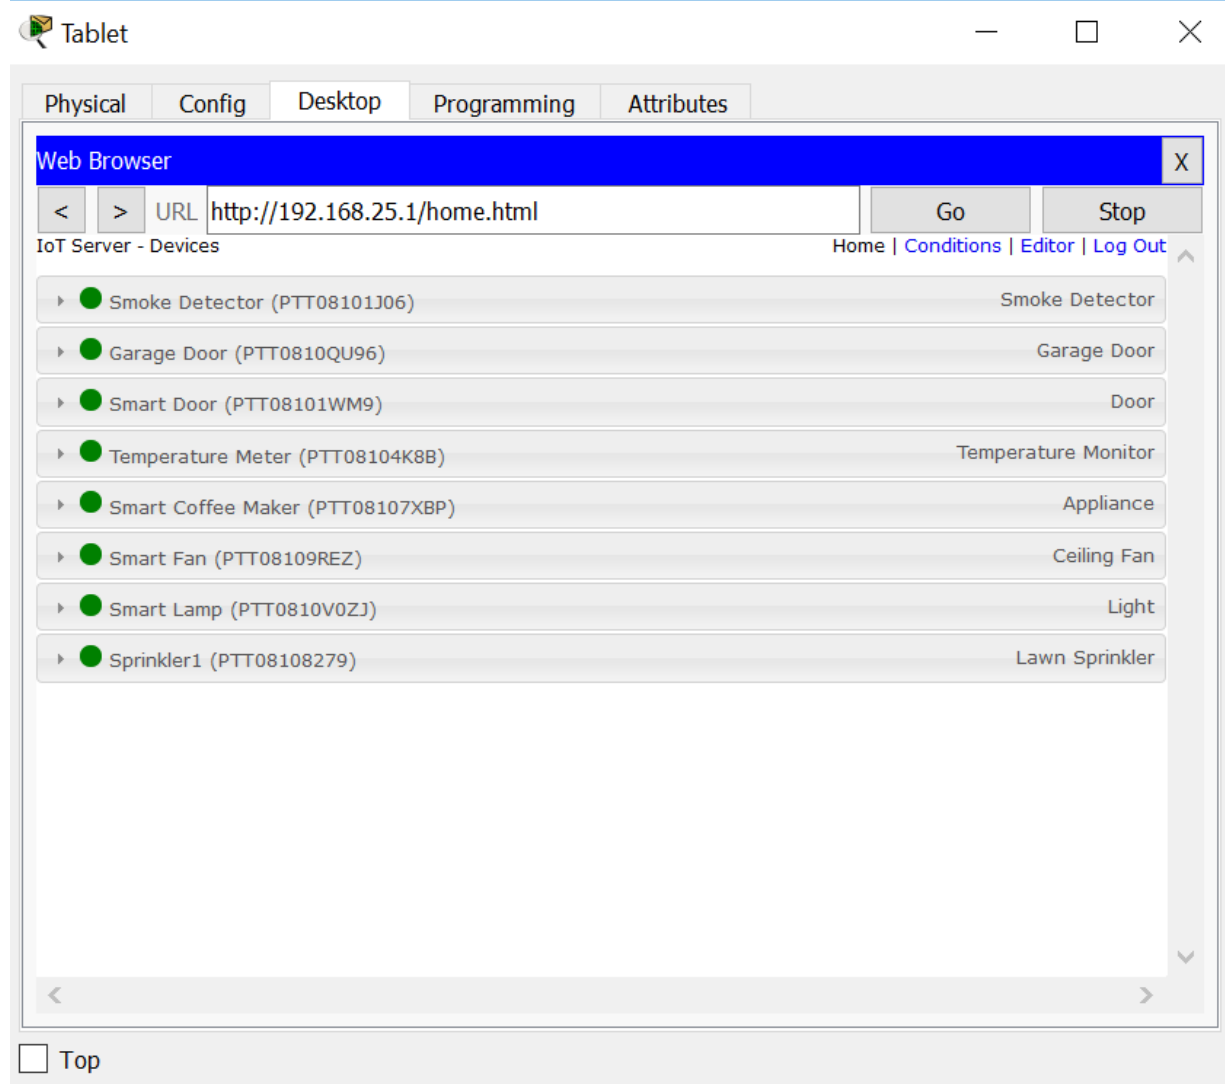 Tablet
Physical Config Desktop Programming Attributes
Web Browser X
< > URL http://192.168.25.1/home.html Go Stop
IoT Server - Devices Home | Conditions | Editor | Log Out
Smoke Detector (PTT08101J06) Smoke Detector
Garage Door (PTT0810QU96) Garage Door
Smart Door (PTT08101WM9) Door
Temperature Meter (PTT08104K8B) Temperature Monitor
Smart Coffee Maker (PTT08107XBP) Appliance
Smart Fan (PTT08109REZ) Ceiling Fan
Smart Lamp (PTT0810V0ZJ) Light
Sprinkler1 (PTT08108279) Lawn Sprinkler
Top